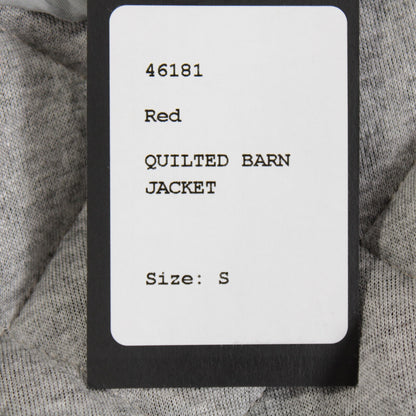 46181
Red
QUILTED BARN
JACKET
Size: S